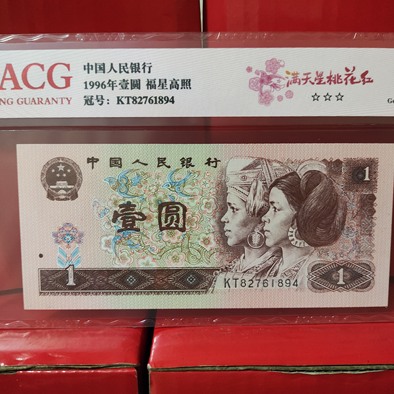 ACG
NG GUARANTY
中国人民银行
1996年壹圆 福星高照
冠号: KT82761894
满天星桃花红
☆☆☆
G
中国人民银行
1
壹圆
1
1
KT82761894